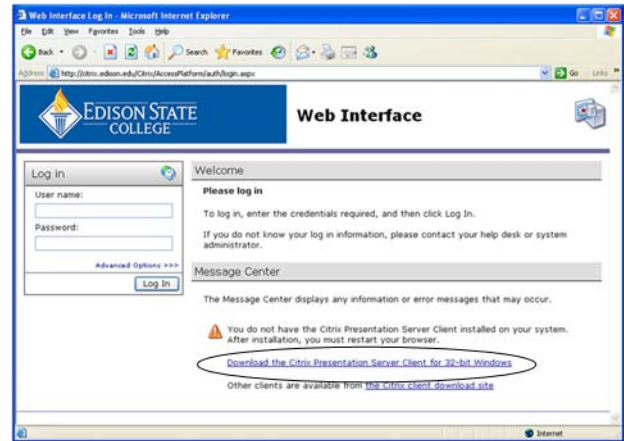 Web Interface Log In - Microsoft Internet Explorer
File Edit View Favorites Tools Help
Back Search Favorites
Address http://citrix.edison.edu/Citrix/AccessPlatform/auth/login.aspx Go Links »
EDISON STATE
COLLEGE
Web Interface
Log in
User name:
Password:
Advanced Options >>>
Log In
Welcome
Please log in
To log in, enter the credentials required, and then click Log In.
If you do not know your log in information, please contact your help desk or system
administrator.
Message Center
The Message Center displays any information or error messages that may occur.
You do not have the Citrix Presentation Server Client installed on your system.
After installation, you must restart your browser.
Download the Citrix Presentation Server Client for 32-bit Windows
Other clients are available from the Citrix client download site
Internet